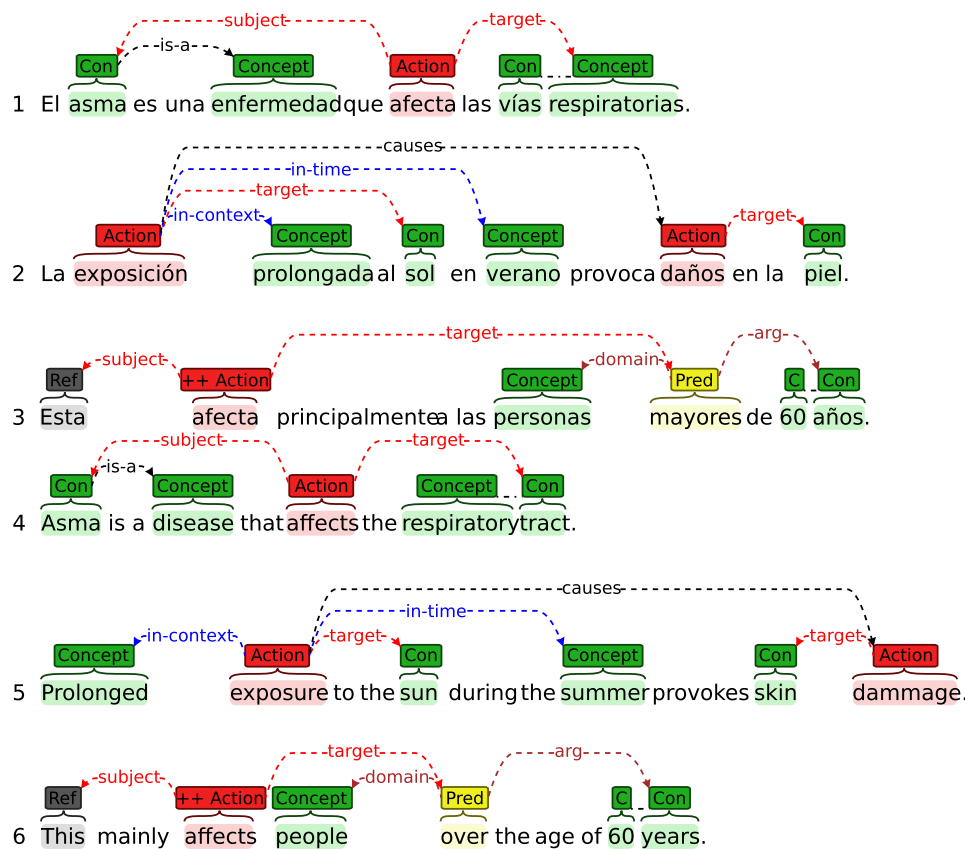 subject target
is-a
Con Concept Action Con Concept
1 El asma es una enfermedad que afecta las vías respiratorias.
causes
in-time
target
in-context target
Action Concept Con Concept Action Con
2 La exposición prolongada al sol en verano provoca daños en la piel.
target arg
subject domain
Ref ++ Action Concept Pred C Con
3 Esta afecta principalmente a las personas mayores de 60 años.
subject target
is-a
Con Concept Action Concept Con
4 Asma is a disease that affects the respiratory tract.
causes
in-time
in-context target target
Concept Action Con Concept Con Action
5 Prolonged exposure to the sun during the summer provokes skin dammage.
target arg
subject domain
Ref ++ Action Concept Pred C Con
6 This mainly affects people over the age of 60 years.